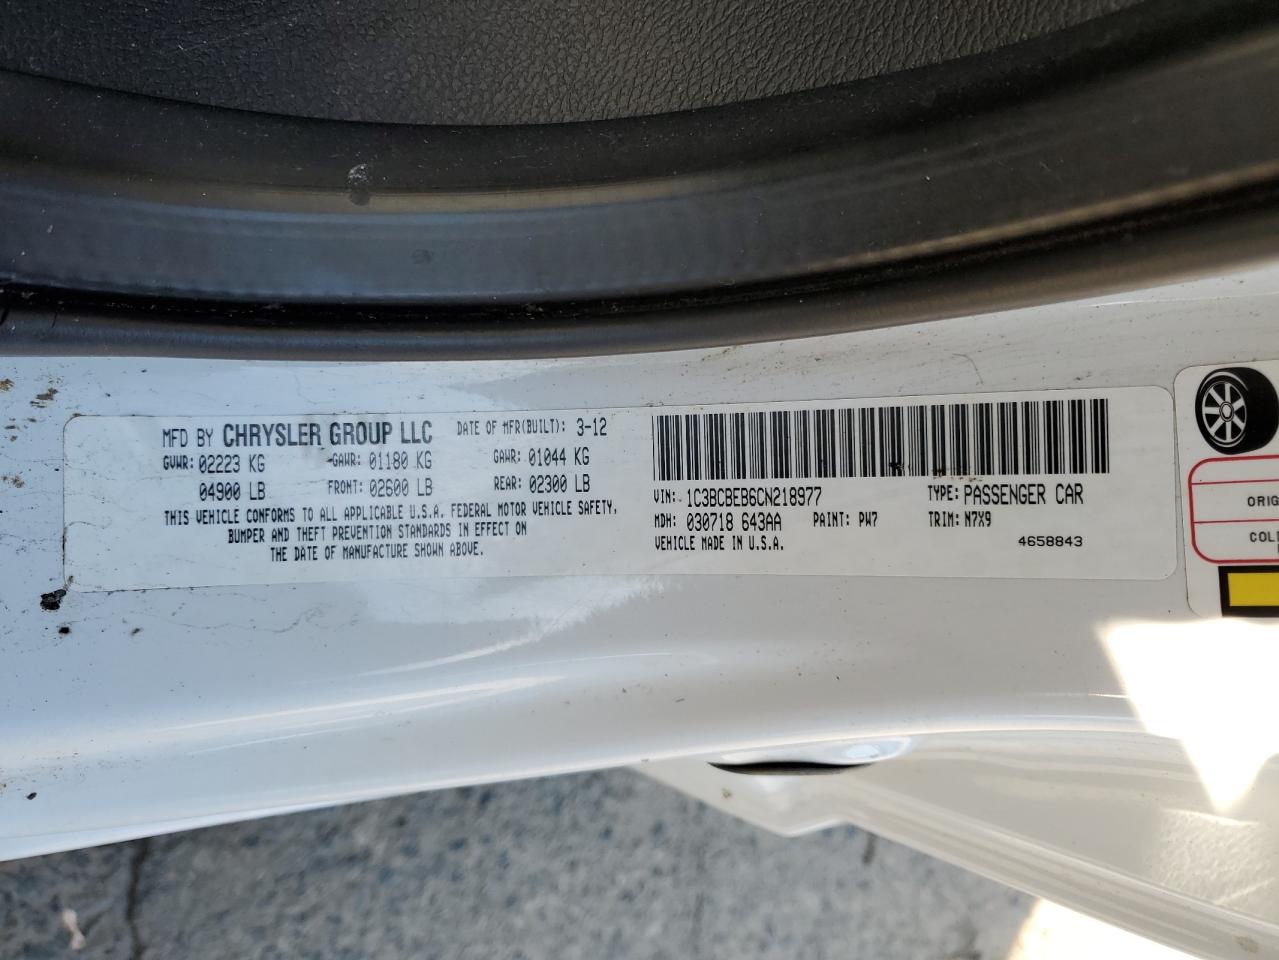 MFD BY CHRYSLER GROUP LLC DATE OF MFR(BUILT): 3-12
GVWR: 02223 KG GAWR: 01180 KG GAWR: 01044 KG
04900 LB FRONT: 02600 LB REAR: 02300 LB
THIS VEHICLE CONFORMS TO ALL APPLICABLE U.S.A. FEDERAL MOTOR VEHICLE SAFETY,
BUMPER AND THEFT PREVENTION STANDARDS IN EFFECT ON
THE DATE OF MANUFACTURE SHOWN ABOVE.
VIN: 1C3BCBEB6CN218977 TYPE: PASSENGER CAR
MDH: 030718 643AA PAINT: PW7 TRIM: N7X9
VEHICLE MADE IN U.S.A. 4658843
ORIG
COL